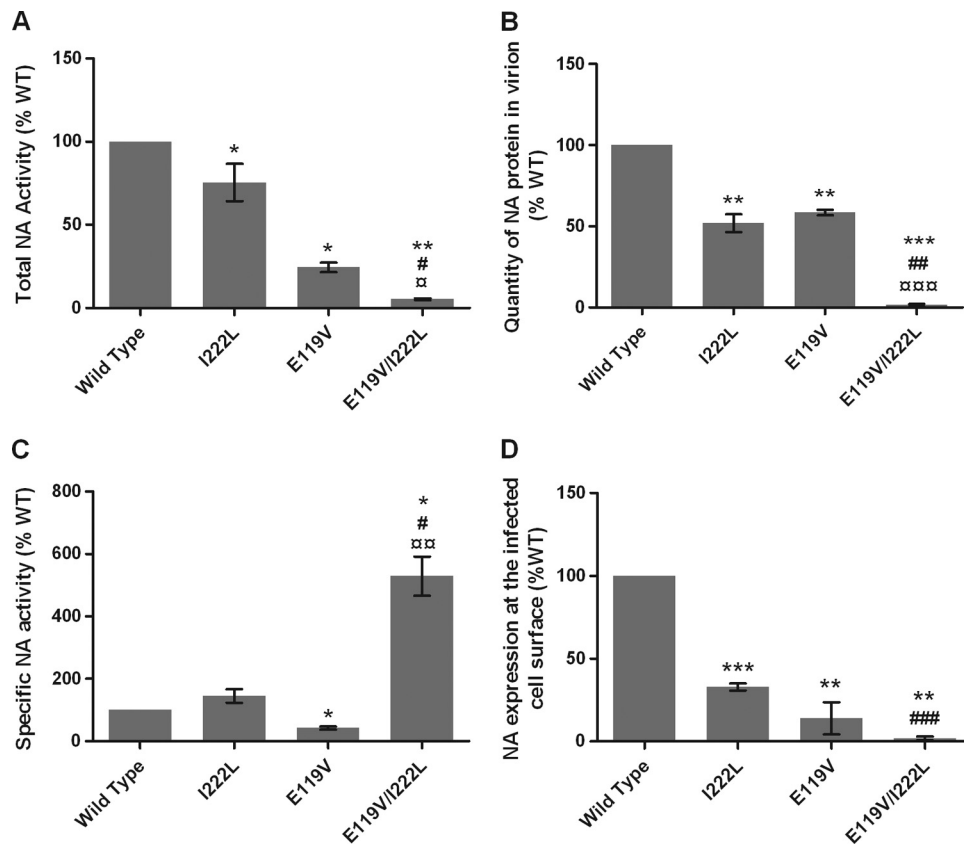 A
Total NA Activity (% WT)
150
100
50
0
*
*
**
#
¤
Wild Type
I222L
E119V
E119V/I222L
B
Quantity of NA protein in virion
(% WT)
150
100
50
0
**
**
***
##
¤¤¤
Wild Type
I222L
E119V
E119V/I222L
C
Specific NA activity (% WT)
800
600
400
200
0
*
*
#
¤¤
Wild Type
I222L
E119V
E119V/I222L
D
NA expression at the infected
cell surface (%WT)
150
100
50
0
***
**
**
###
Wild Type
I222L
E119V
E119V/I222L